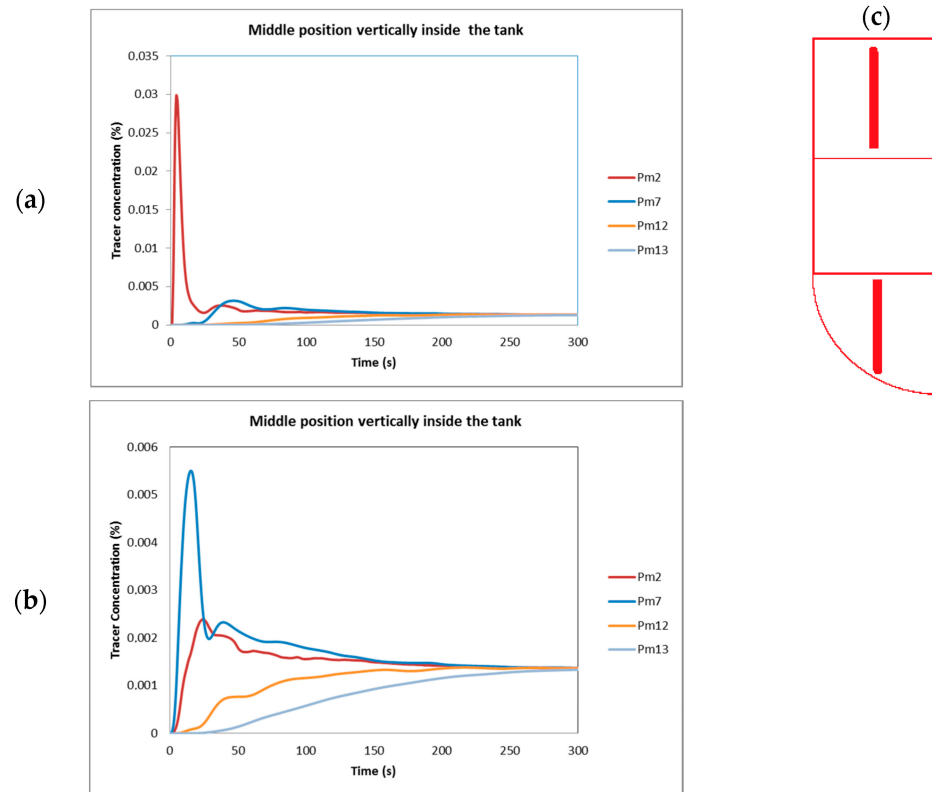 (a)
Middle position vertically inside the tank
Tracer concentration (%)
0.035
0.03
0.025
0.02
0.015
0.01
0.005
0
0 50 100 150 200 250 300
Time (s)
Pm2
Pm7
Pm12
Pm13
(b)
Middle position vertically inside the tank
Tracer Concentration (%)
0.006
0.005
0.004
0.003
0.002
0.001
0
0 50 100 150 200 250 300
Time (s)
Pm2
Pm7
Pm12
Pm13
(c)